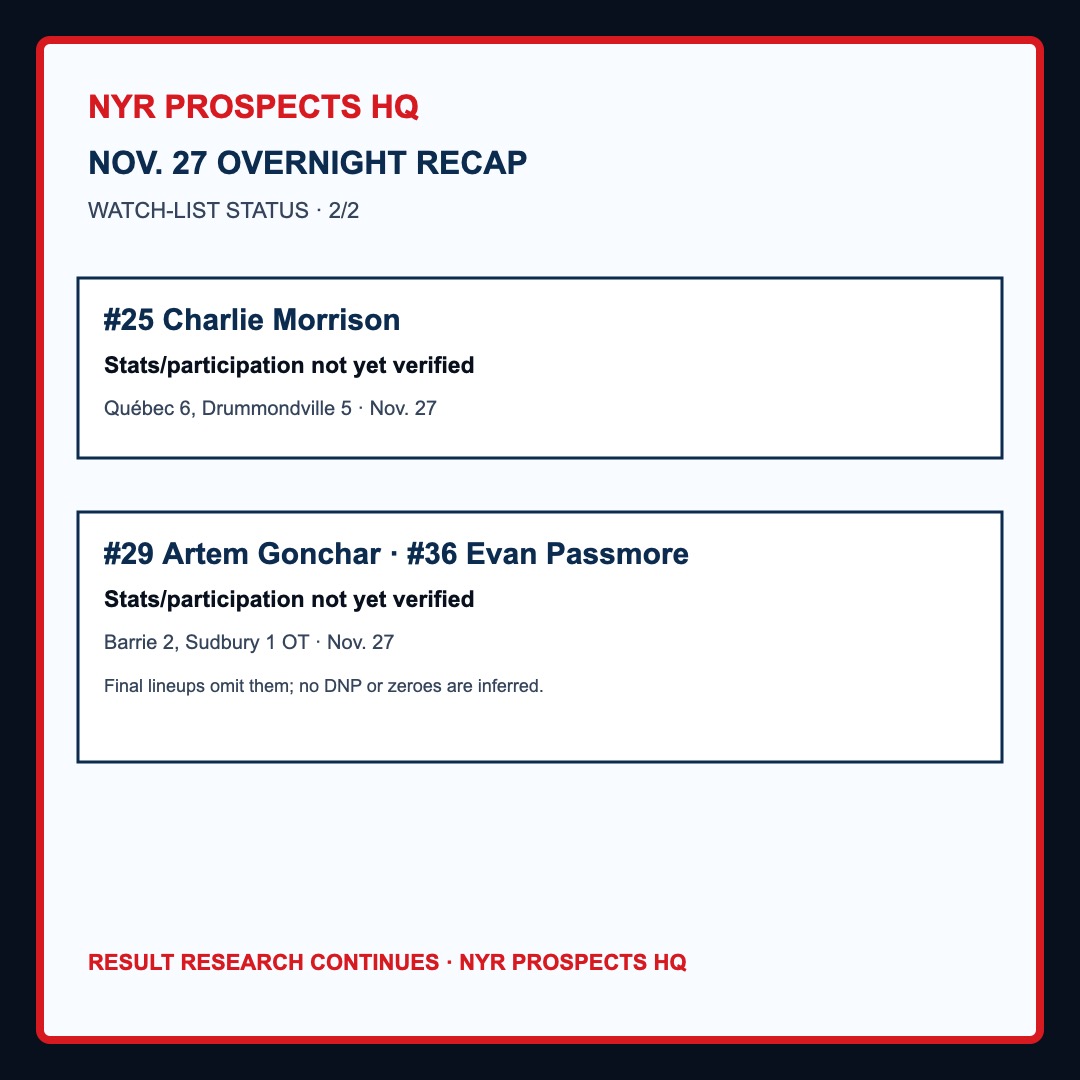 NYR PROSPECTS HQ
NOV. 27 OVERNIGHT RECAP
WATCH-LIST STATUS · 2/2
#25 Charlie Morrison
Stats/participation not yet verified
Québec 6, Drummondville 5 · Nov. 27
#29 Artem Gonchar · #36 Evan Passmore
Stats/participation not yet verified
Barrie 2, Sudbury 1 OT · Nov. 27
Final lineups omit them; no DNP or zeroes are inferred.
RESULT RESEARCH CONTINUES · NYR PROSPECTS HQ